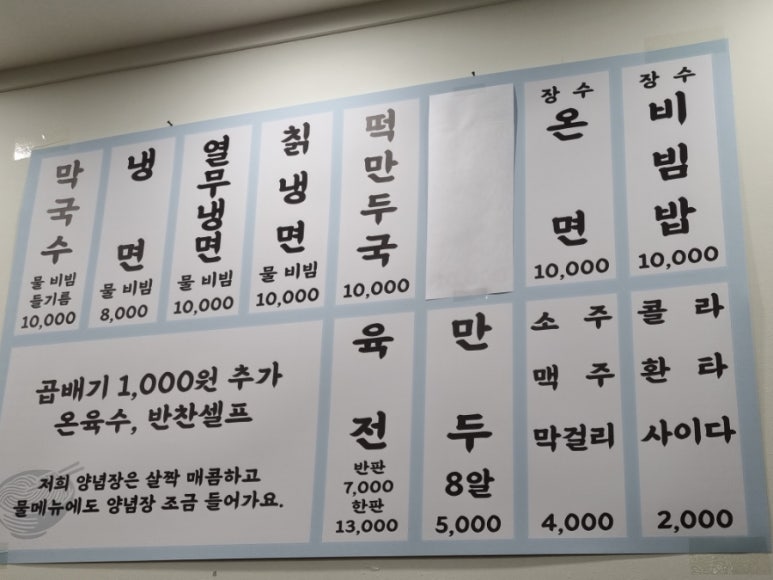 막국수
물 비빔
들기름
10,000
냉면
물 비빔
8,000
열무냉면
물 비빔
10,000
칡냉면
물 비빔
10,000
떡만두국
10,000
장수
온면
10,000
장수
비빔밥
10,000
곱배기 1,000원 추가
온육수, 반찬셀프
저희 양념장은 살짝 매콤하고
물메뉴에도 양념장 조금 들어가요.
육전
반판
7,000
한판
13,000
만두
8알
5,000
소주
맥주
막걸리
4,000
콜라
환타
사이다
2,000